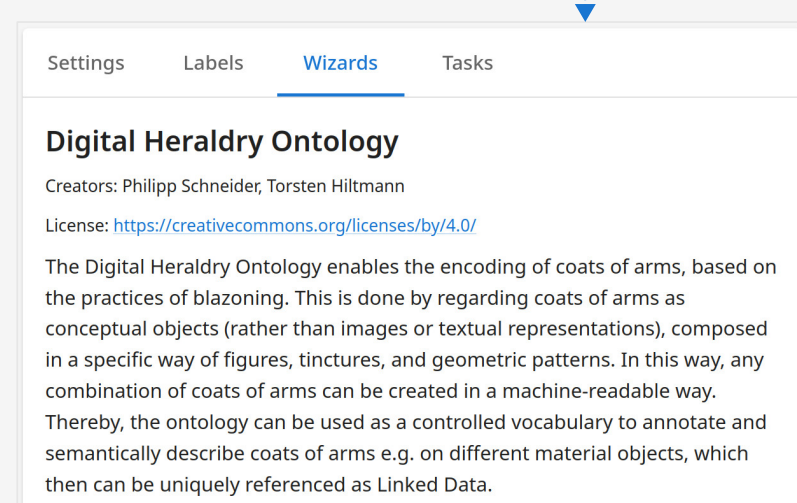 Settings Labels Wizards Tasks
Digital Heraldry Ontology
Creators: Philipp Schneider, Torsten Hiltmann
License: https://creativecommons.org/licenses/by/4.0/
The Digital Heraldry Ontology enables the encoding of coats of arms, based on
the practices of blazoning. This is done by regarding coats of arms as
conceptual objects (rather than images or textual representations), composed
in a specific way of figures, tinctures, and geometric patterns. In this way, any
combination of coats of arms can be created in a machine-readable way.
Thereby, the ontology can be used as a controlled vocabulary to annotate and
semantically describe coats of arms e.g. on different material objects, which
then can be uniquely referenced as Linked Data.